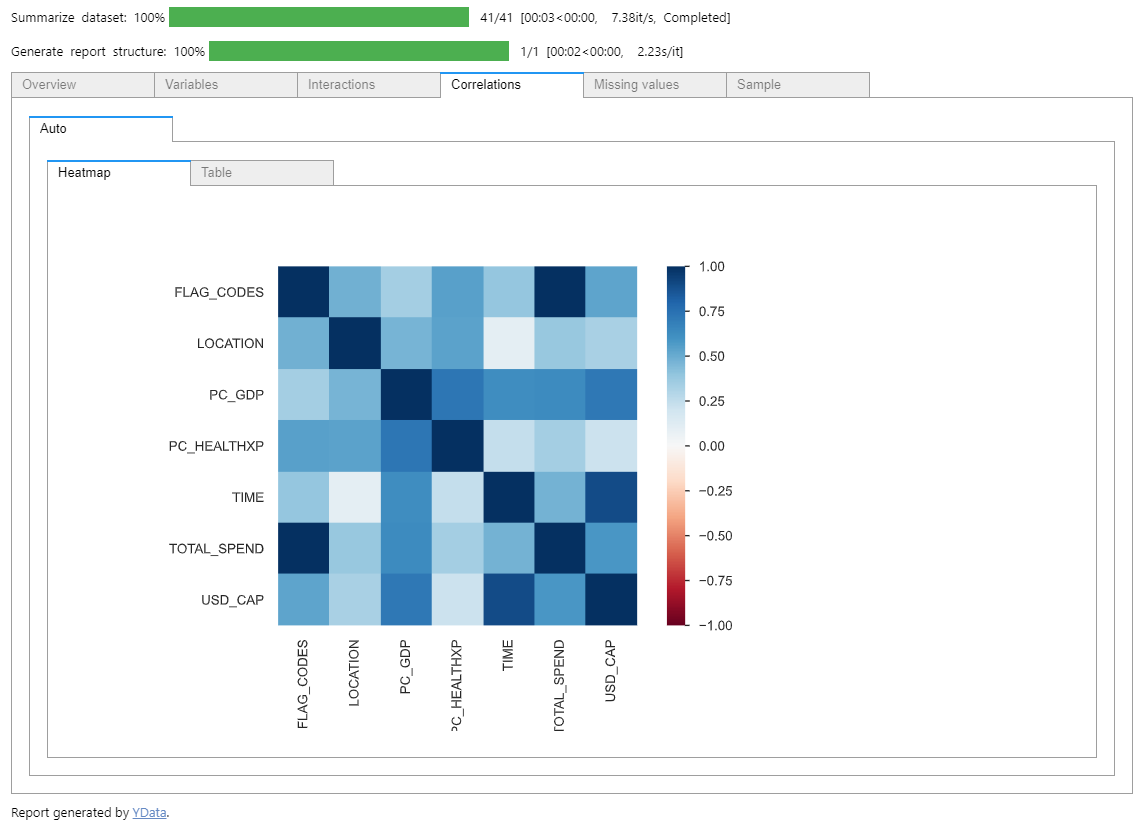 Summarize dataset: 100% 41/41 [00:03<00:00, 7.38it/s, Completed]
Generate report structure: 100% 1/1 [00:02<00:00, 2.23s/it]
Overview Variables Interactions Correlations Missing values Sample
Auto
Heatmap Table
FLAG_CODES
LOCATION
PC_GDP
PC_HEALTHXP
TIME
TOTAL_SPEND
USD_CAP
FLAG_CODES
LOCATION
PC_GDP
PC_HEALTHXP
TIME
TOTAL_SPEND
USD_CAP
1.00
0.75
0.50
0.25
0.00
−0.25
−0.50
−0.75
−1.00
Report generated by YData.